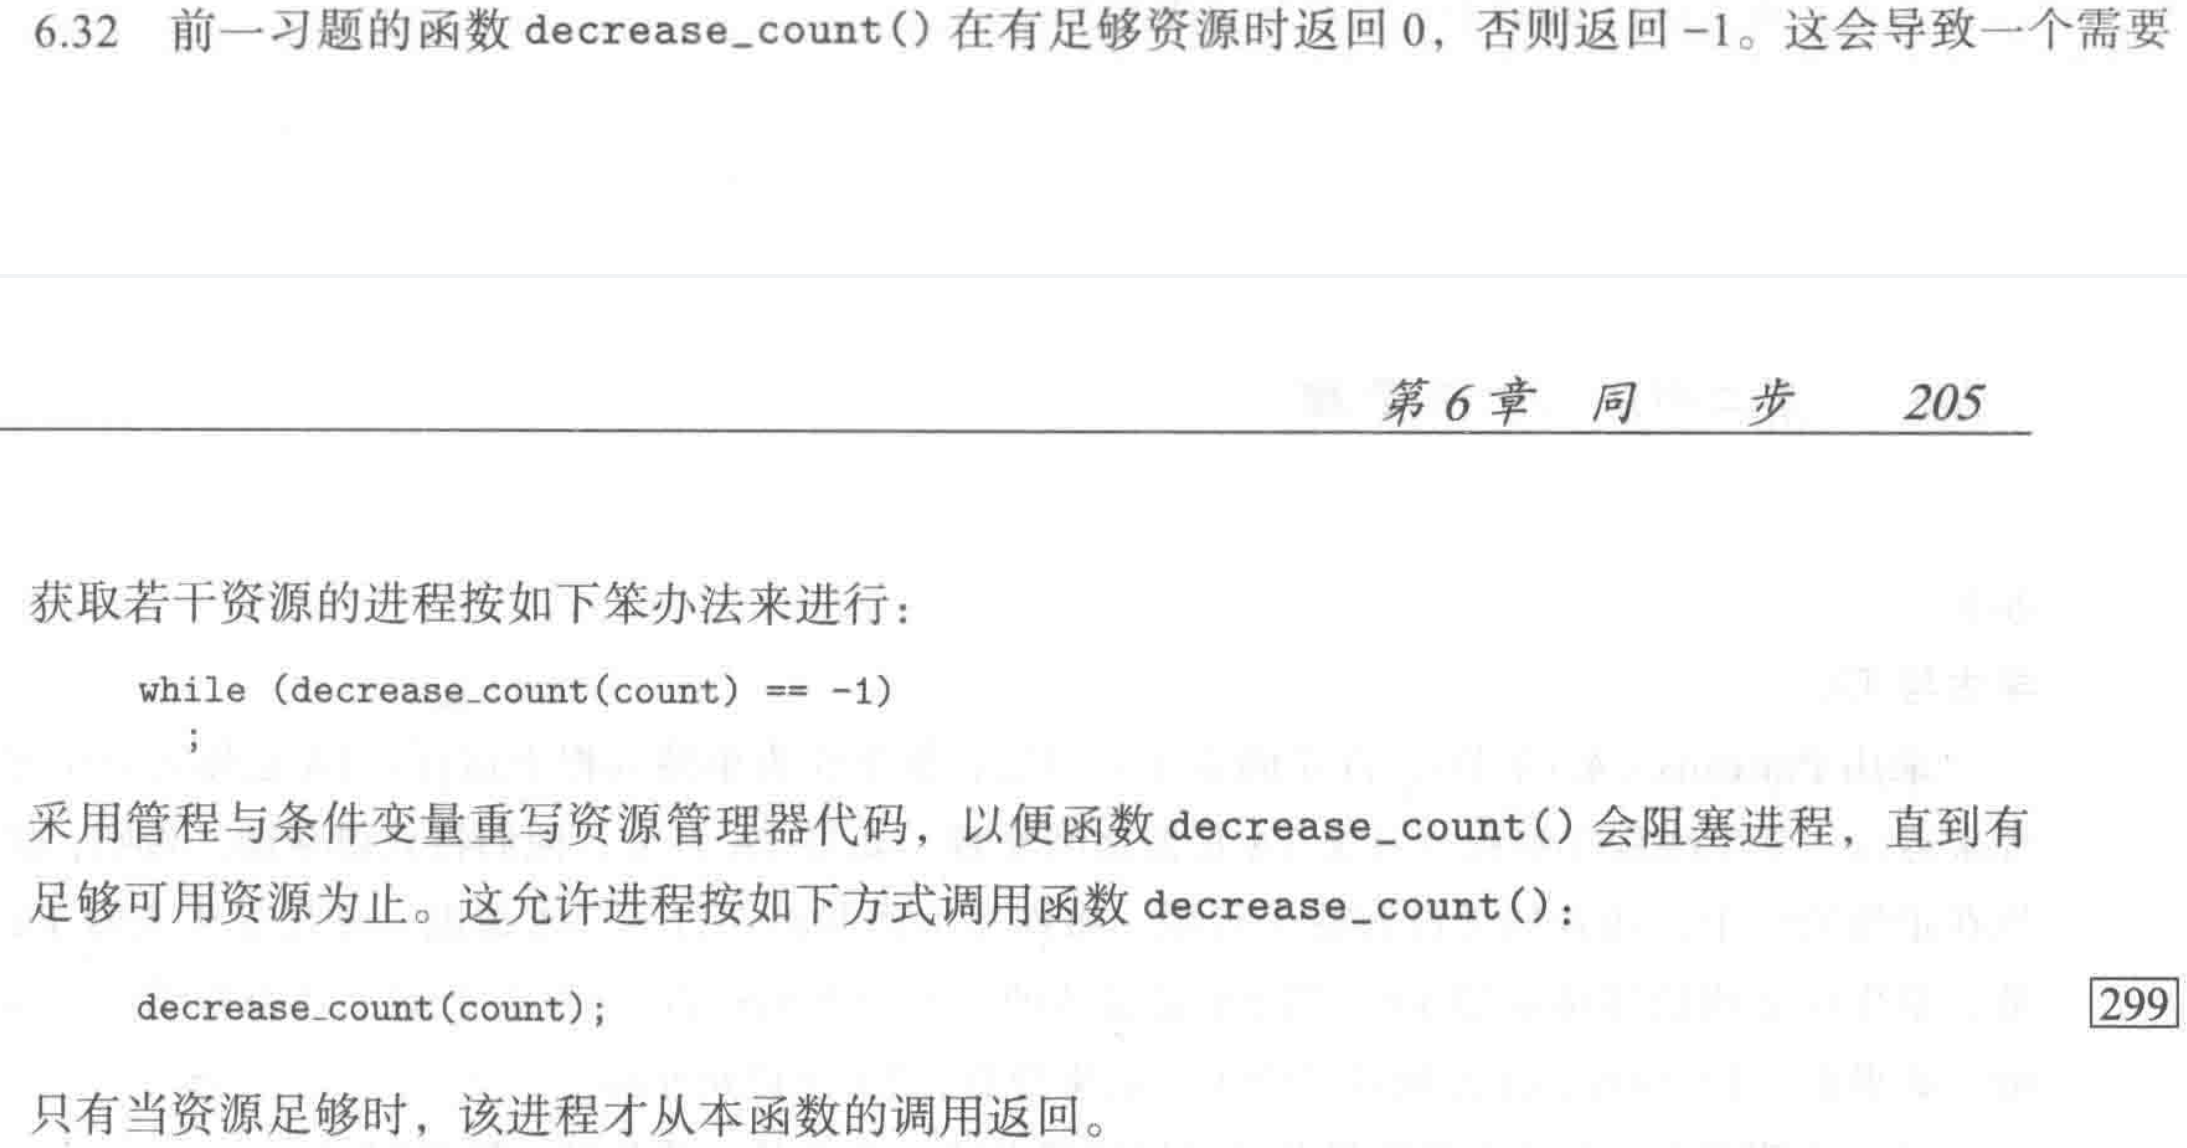 6.32 前一习题的函数 decrease_count() 在有足够资源时返回 0，否则返回 -1。这会导致一个需要
第 6 章 同 步 205
获取若干资源的进程按如下笨办法来进行：
while (decrease_count(count) == -1)
;
采用管程与条件变量重写资源管理器代码，以便函数 decrease_count() 会阻塞进程，直到有
足够可用资源为止。这允许进程按如下方式调用函数 decrease_count()：
decrease_count(count);
299
只有当资源足够时，该进程才从本函数的调用返回。